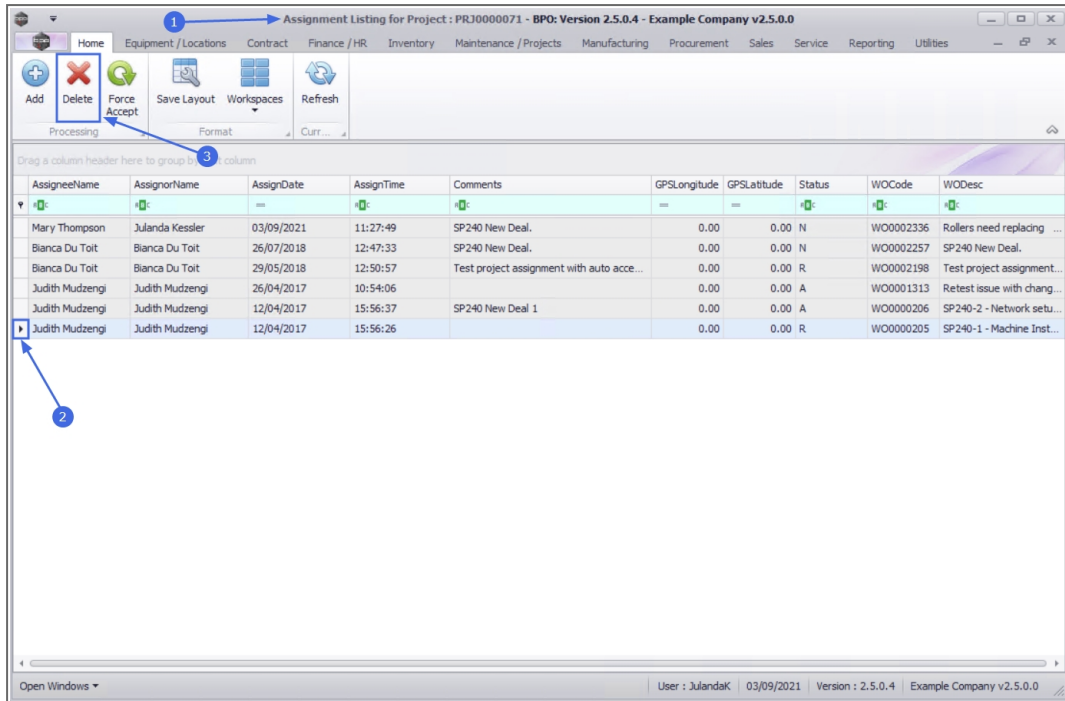 1
Assignment Listing for Project : PRJ0000071 - BPO: Version 2.5.0.4 - Example Company v2.5.0.0
Home Equipment / Locations Contract Finance / HR Inventory Maintenance / Projects Manufacturing Procurement Sales Service Reporting Utilities
Add Delete Force Accept Save Layout Workspaces Refresh
Processing Format Curr...
3
Drag a column header here to group by column
AssigneeName AssignorName AssignDate AssignTime Comments GPSLongitude GPSLatitude Status WOCode WODesc
Mary Thompson Julanda Kessler 03/09/2021 11:27:49 SP240 New Deal. 0.00 0.00 N WO0002336 Rollers need replacing ...
Bianca Du Toit Bianca Du Toit 26/07/2018 12:47:33 SP240 New Deal. 0.00 0.00 N WO0002257 SP240 New Deal.
Bianca Du Toit Bianca Du Toit 29/05/2018 12:50:57 Test project assignment with auto acce... 0.00 0.00 R WO0002198 Test project assignment...
Judith Mudzengi Judith Mudzengi 26/04/2017 10:54:06 0.00 0.00 A WO0001313 Retest issue with chang...
Judith Mudzengi Judith Mudzengi 12/04/2017 15:56:37 SP240 New Deal 1 0.00 0.00 A WO0000206 SP240-2 - Network setu...
Judith Mudzengi Judith Mudzengi 12/04/2017 15:56:26 0.00 0.00 R WO0000205 SP240-1 - Machine Inst...
2
Open Windows User : JulandaK 03/09/2021 Version : 2.5.0.4 Example Company v2.5.0.0